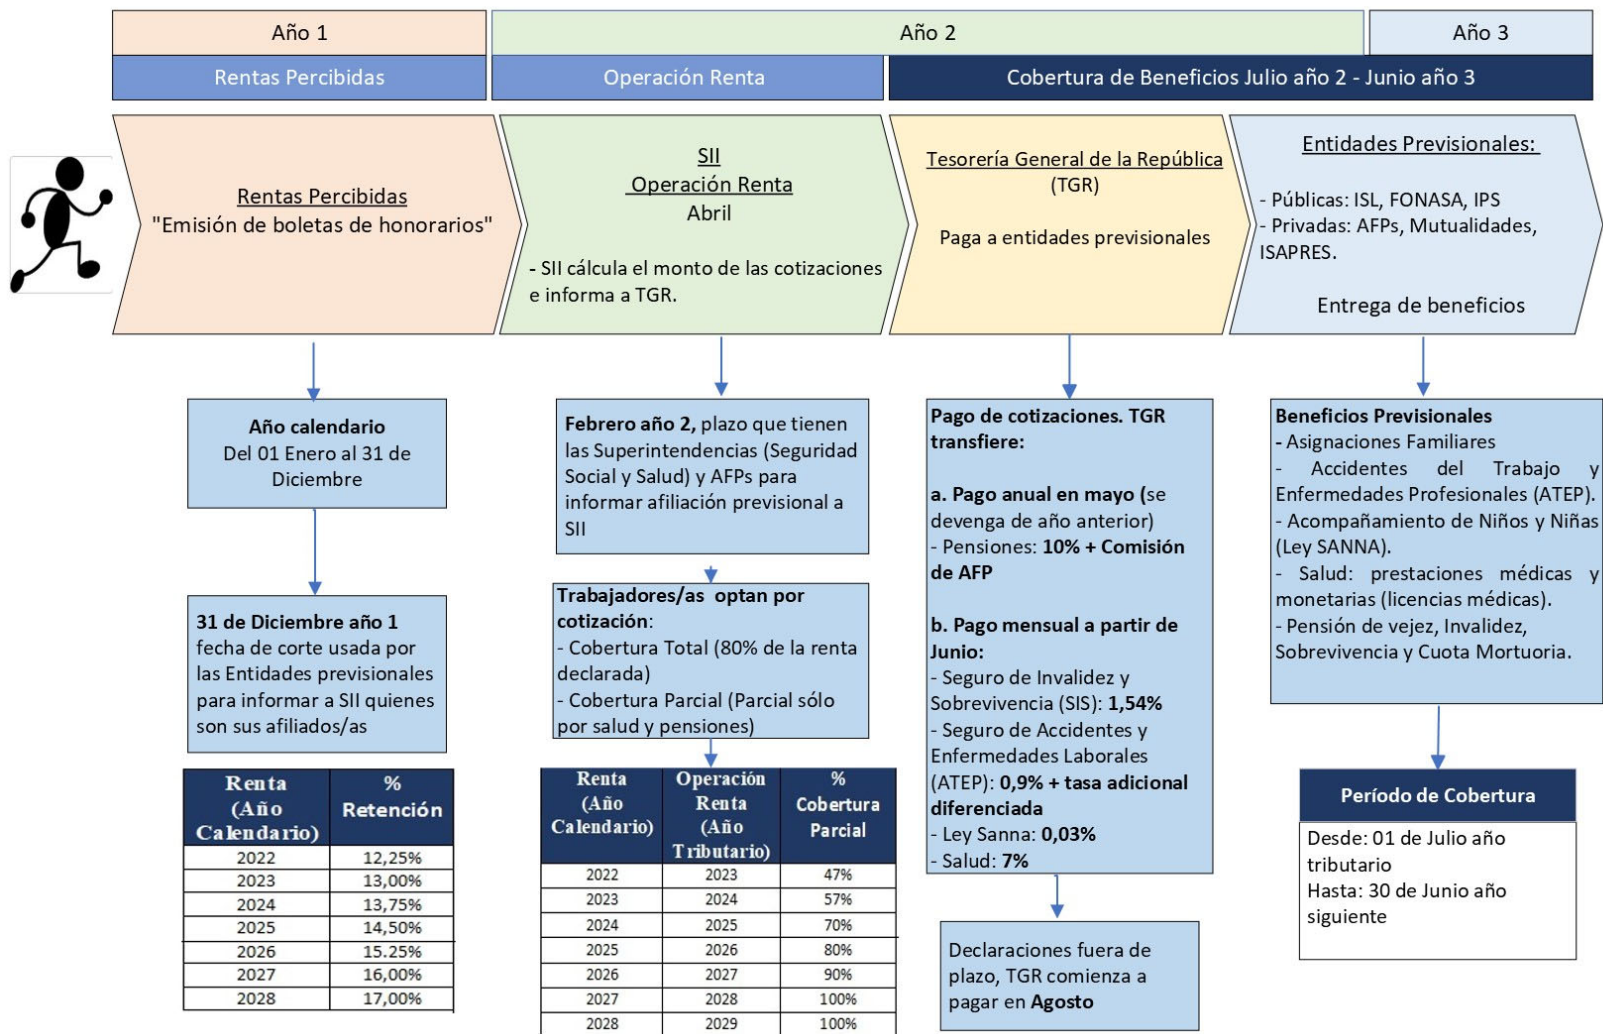 Año 1
Año 2
Año 3
Rentas Percibidas
Operación Renta
Cobertura de Beneficios Julio año 2 - Junio año 3
Rentas Percibidas
"Emisión de boletas de honorarios"
SII
Operación Renta
Abril
- SII cálcula el monto de las cotizaciones
e informa a TGR.
Tesorería General de la República
(TGR)
Paga a entidades previsionales
Entidades Previsionales:
- Públicas: ISL, FONASA, IPS
- Privadas: AFPs, Mutualidades,
ISAPRES.
Entrega de beneficios
Año calendario
Del 01 Enero al 31 de
Diciembre
31 de Diciembre año 1
fecha de corte usada por
las Entidades previsionales
para informar a SII quienes
son sus afiliados/as
Renta
(Año
Calendario)
%
Retención
2022 12,25%
2023 13,00%
2024 13,75%
2025 14,50%
2026 15.25%
2027 16,00%
2028 17,00%
Febrero año 2, plazo que tienen
las Superintendencias (Seguridad
Social y Salud) y AFPs para
informar afiliación previsional a
SII
Trabajadores/as optan por
cotización:
- Cobertura Total (80% de la renta
declarada)
- Cobertura Parcial (Parcial sólo
por salud y pensiones)
Renta
(Año
Calendario)
Operación
Renta
(Año
Tributario)
%
Cobertura
Parcial
2022 2023 47%
2023 2024 57%
2024 2025 70%
2025 2026 80%
2026 2027 90%
2027 2028 100%
2028 2029 100%
Pago de cotizaciones. TGR
transfiere:
a. Pago anual en mayo (se
devenga de año anterior)
- Pensiones: 10% + Comisión
de AFP
b. Pago mensual a partir de
Junio:
- Seguro de Invalidez y
Sobrevivencia (SIS): 1,54%
- Seguro de Accidentes y
Enfermedades Laborales
(ATEP): 0,9% + tasa adicional
diferenciada
- Ley Sanna: 0,03%
- Salud: 7%
Declaraciones fuera de
plazo, TGR comienza a
pagar en Agosto
Beneficios Previsionales
- Asignaciones Familiares
- Accidentes del Trabajo y
Enfermedades Profesionales (ATEP).
- Acompañamiento de Niños y Niñas
(Ley SANNA).
- Salud: prestaciones médicas y
monetarias (licencias médicas).
- Pensión de vejez, Invalidez,
Sobrevivencia y Cuota Mortuoria.
Período de Cobertura
Desde: 01 de Julio año
tributario
Hasta: 30 de Junio año
siguiente